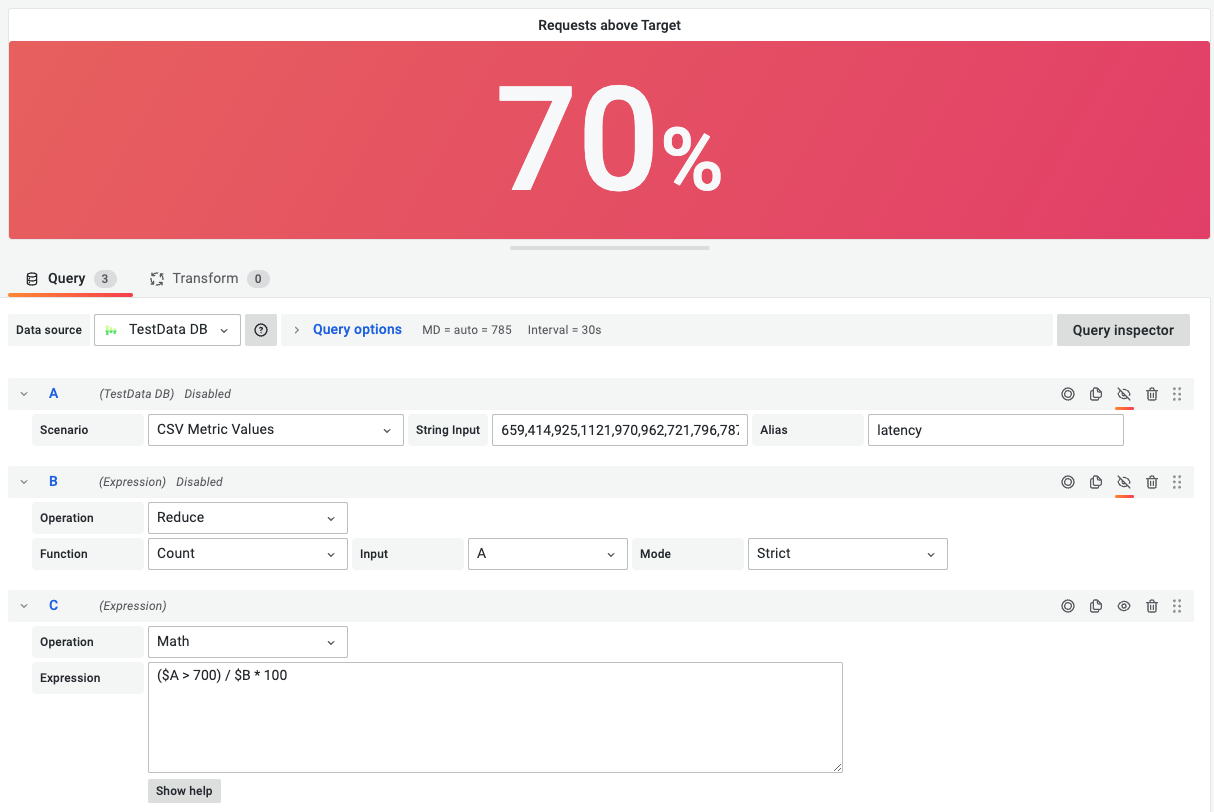 Requests above Target
70%
Query 3 Transform 0
Data source TestData DB Query options MD = auto = 785 Interval = 30s Query inspector
A (TestData DB) Disabled
Scenario CSV Metric Values String Input 659,414,925,1121,970,962,721,796,787 Alias latency
B (Expression) Disabled
Operation Reduce
Function Count Input A Mode Strict
C (Expression)
Operation Math
Expression ($A > 700) / $B * 100
Show help